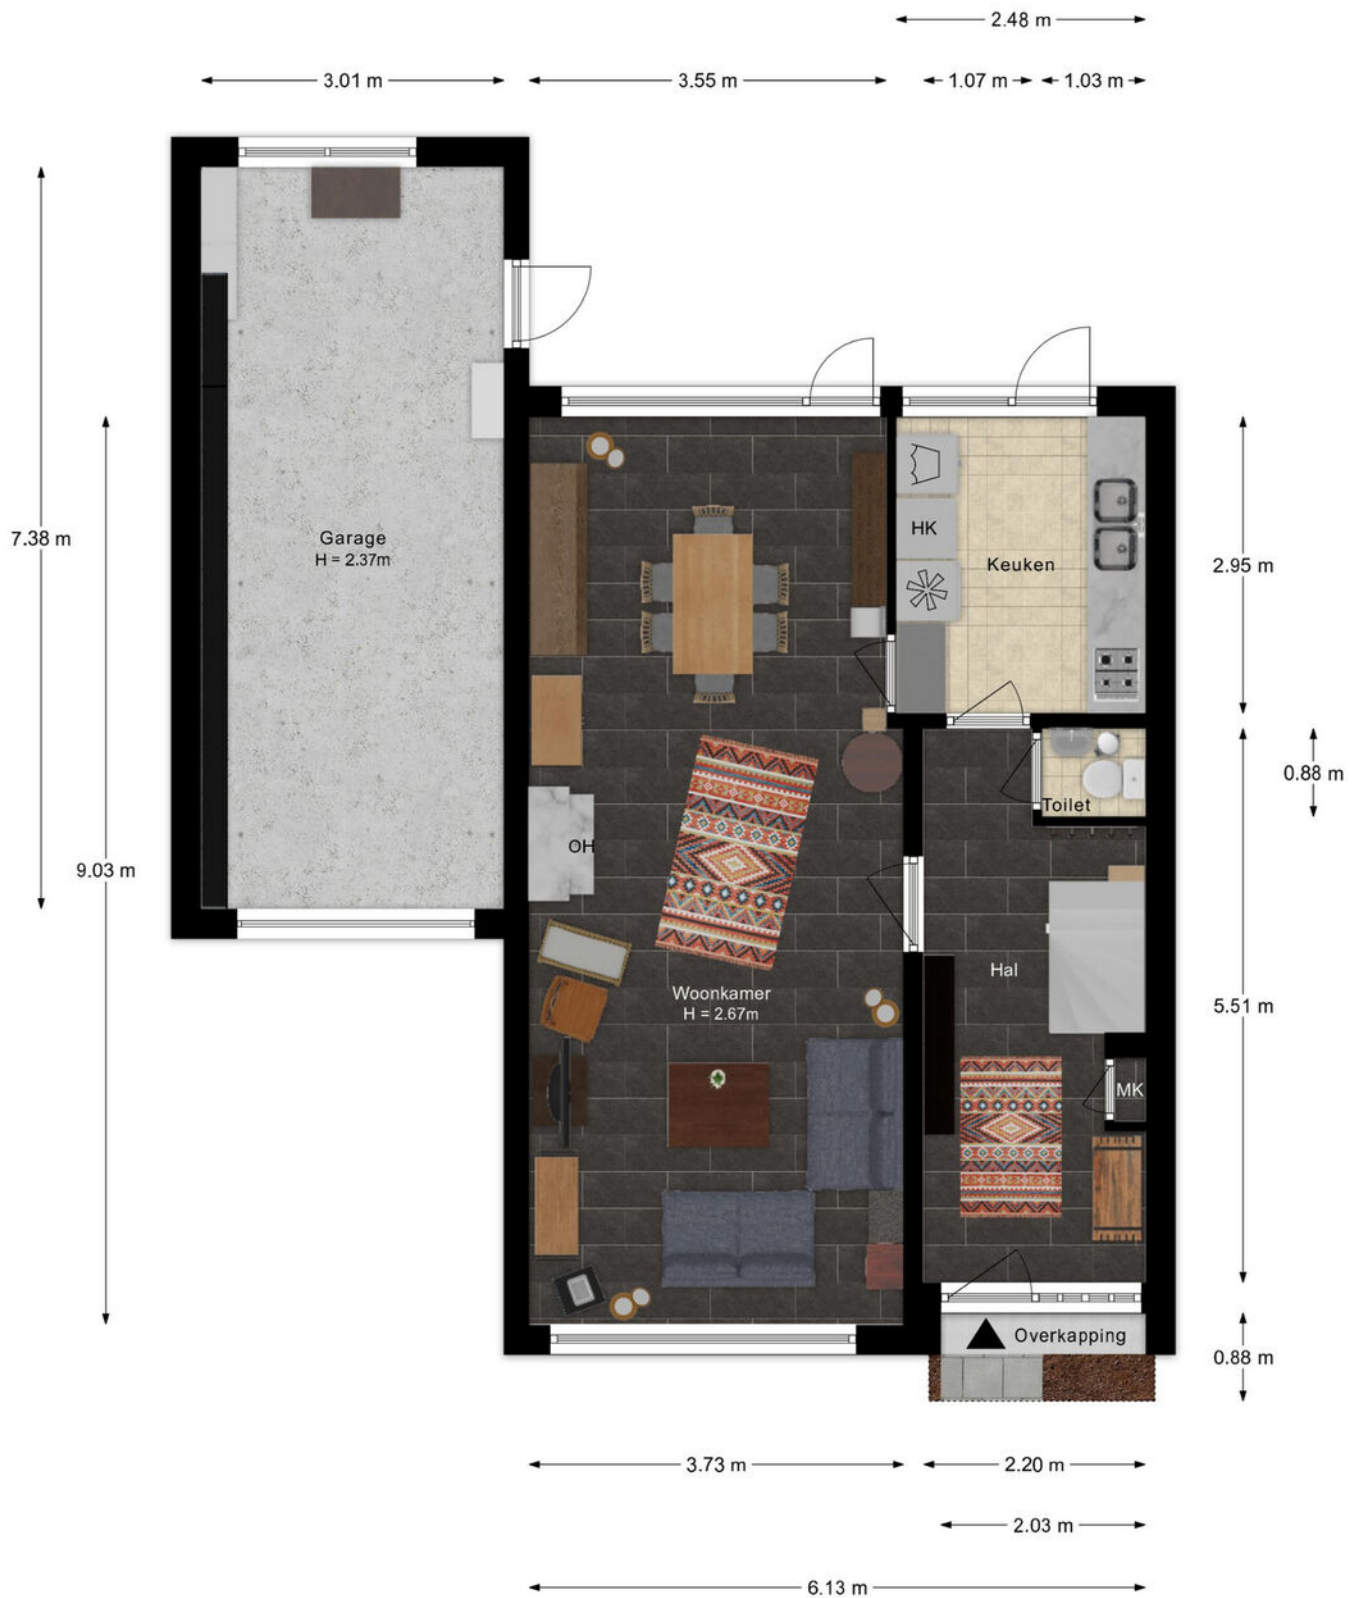 2.48 m
3.01 m
3.55 m
1.07 m
1.03 m
Garage
H = 2.37m
7.38 m
HK
Keuken
2.95 m
0.88 m
Toilet
OH
9.03 m
Hal
Woonkamer
H = 2.67m
5.51 m
MK
Overkapping
0.88 m
3.73 m
2.20 m
2.03 m
6.13 m